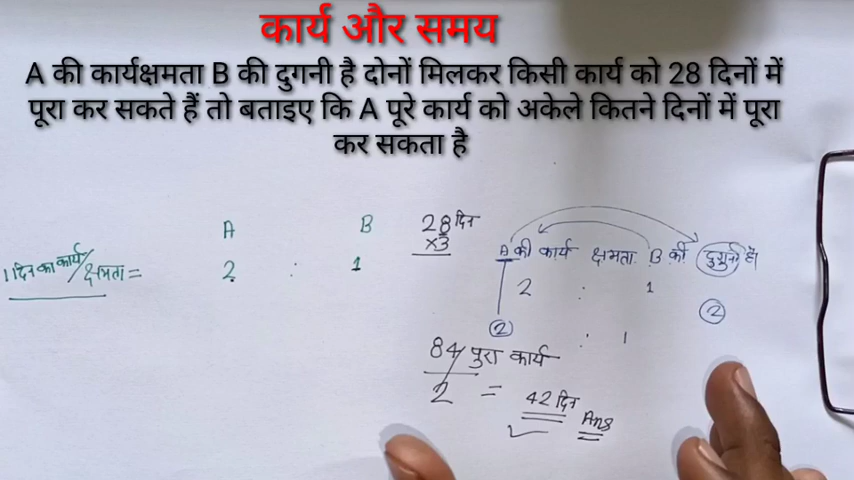 कार्य और समय
A की कार्यक्षमता B की दुगनी है दोनों मिलकर किसी कार्य को 28 दिनों में
पूरा कर सकते हैं तो बताइए कि A पूरे कार्य को अकेले कितने दिनों में पूरा
कर सकता है
A B 28 दिन
×3
A की कार्य क्षमता B की दुगुनी है
1 दिन का कार्य/क्षमता = 2 : 1
2 : 1
2
2 : 1
84/ पुरा कार्य
2 = 42 दिन
Ans